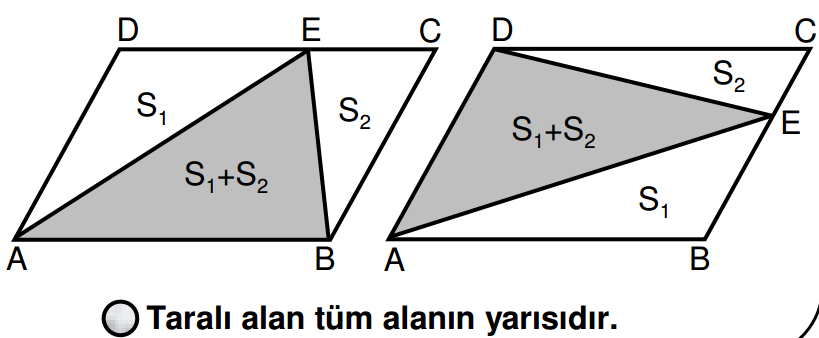 D E C D C
S₁ S₂ S₂
S₁+S₂ S₁+S₂ E
S₁
A B A B
Taralı alan tüm alanın yarısıdır.